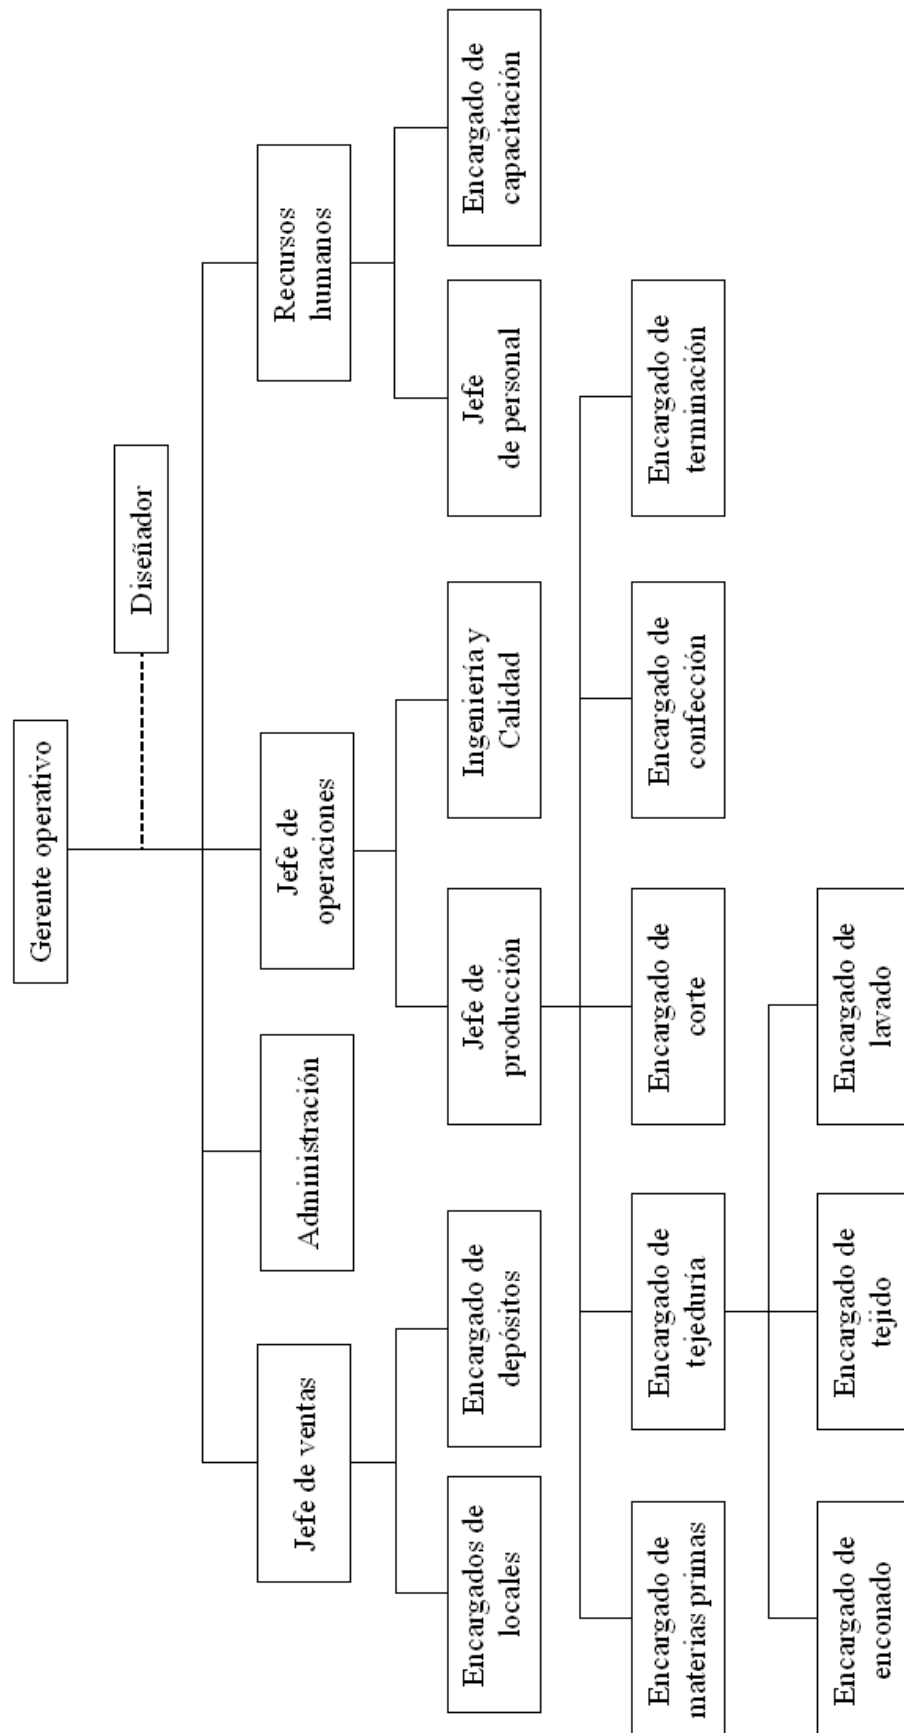 Gerente operativo
Diseñador
Jefe de ventas
Administración
Jefe de
operaciones
Recursos
humanos
Encargados de
locales
Encargado de
depósitos
Jefe de
producción
Ingeniería y
Calidad
Jefe
de personal
Encargado de
capacitación
Encargado de
materias primas
Encargado de
tejeduría
Encargado de
corte
Encargado de
confección
Encargado de
terminación
Encargado de
enconado
Encargado de
tejido
Encargado de
lavado